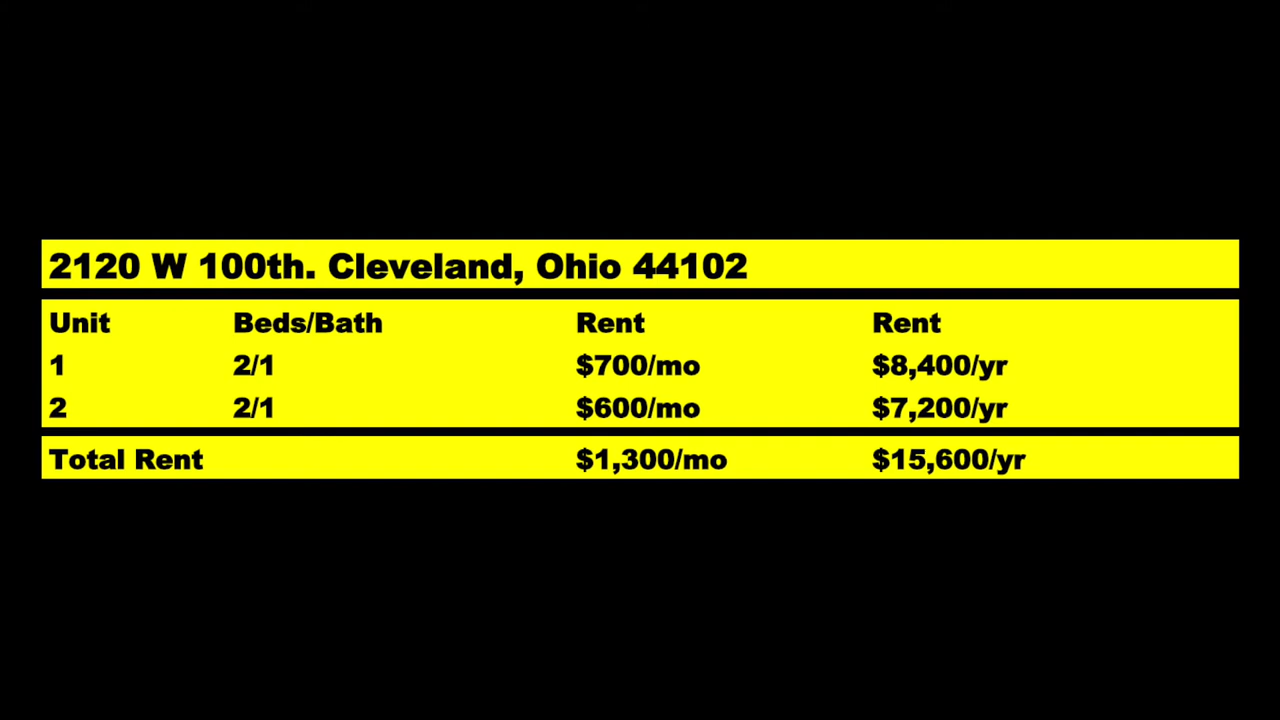 2120 W 100th. Cleveland, Ohio 44102
Unit Beds/Bath Rent Rent
1 2/1 $700/mo $8,400/yr
2 2/1 $600/mo $7,200/yr
Total Rent $1,300/mo $15,600/yr